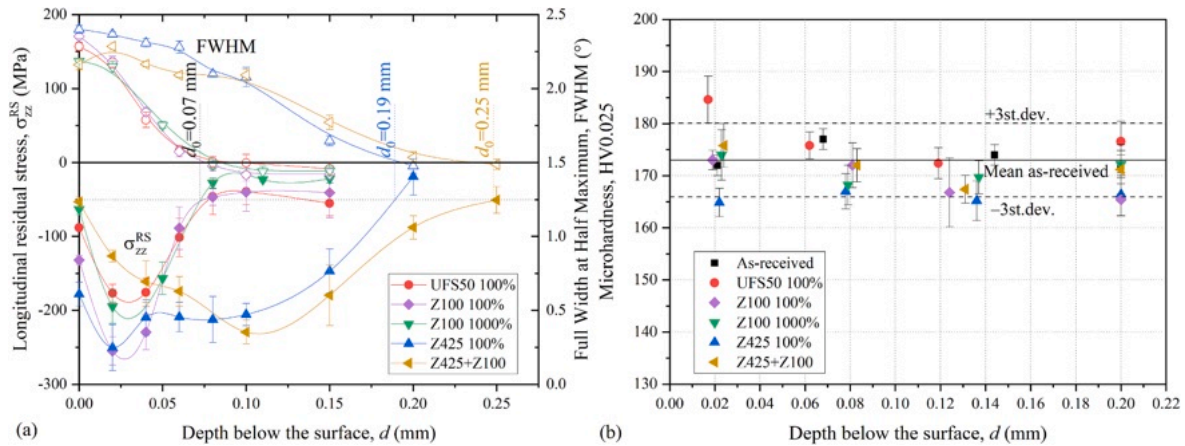 200
150
100
50
0
-50
-100
-150
-200
-250
-300
Longitudinal residual stress, σzzRS (MPa)
FWHM
d0=0.07 mm
d0=0.19 mm
d0=0.25 mm
σzzRS
UFS50 100%
Z100 100%
Z100 1000%
Z425 100%
Z425+Z100
2.5
2.0
1.5
1.0
0.5
0.0
Full Width at Half Maximum, FWHM (°)
0.00 0.05 0.10 0.15 0.20 0.25
(a)
Depth below the surface, d (mm)
200
190
180
170
160
150
140
130
Microhardness, HV0.025
+3st.dev.
Mean as-received
−3st.dev.
As-received
UFS50 100%
Z100 100%
Z100 1000%
Z425 100%
Z425+Z100
0.00 0.02 0.04 0.06 0.08 0.10 0.12 0.14 0.16 0.18 0.20 0.22
(b)
Depth below the surface, d (mm)